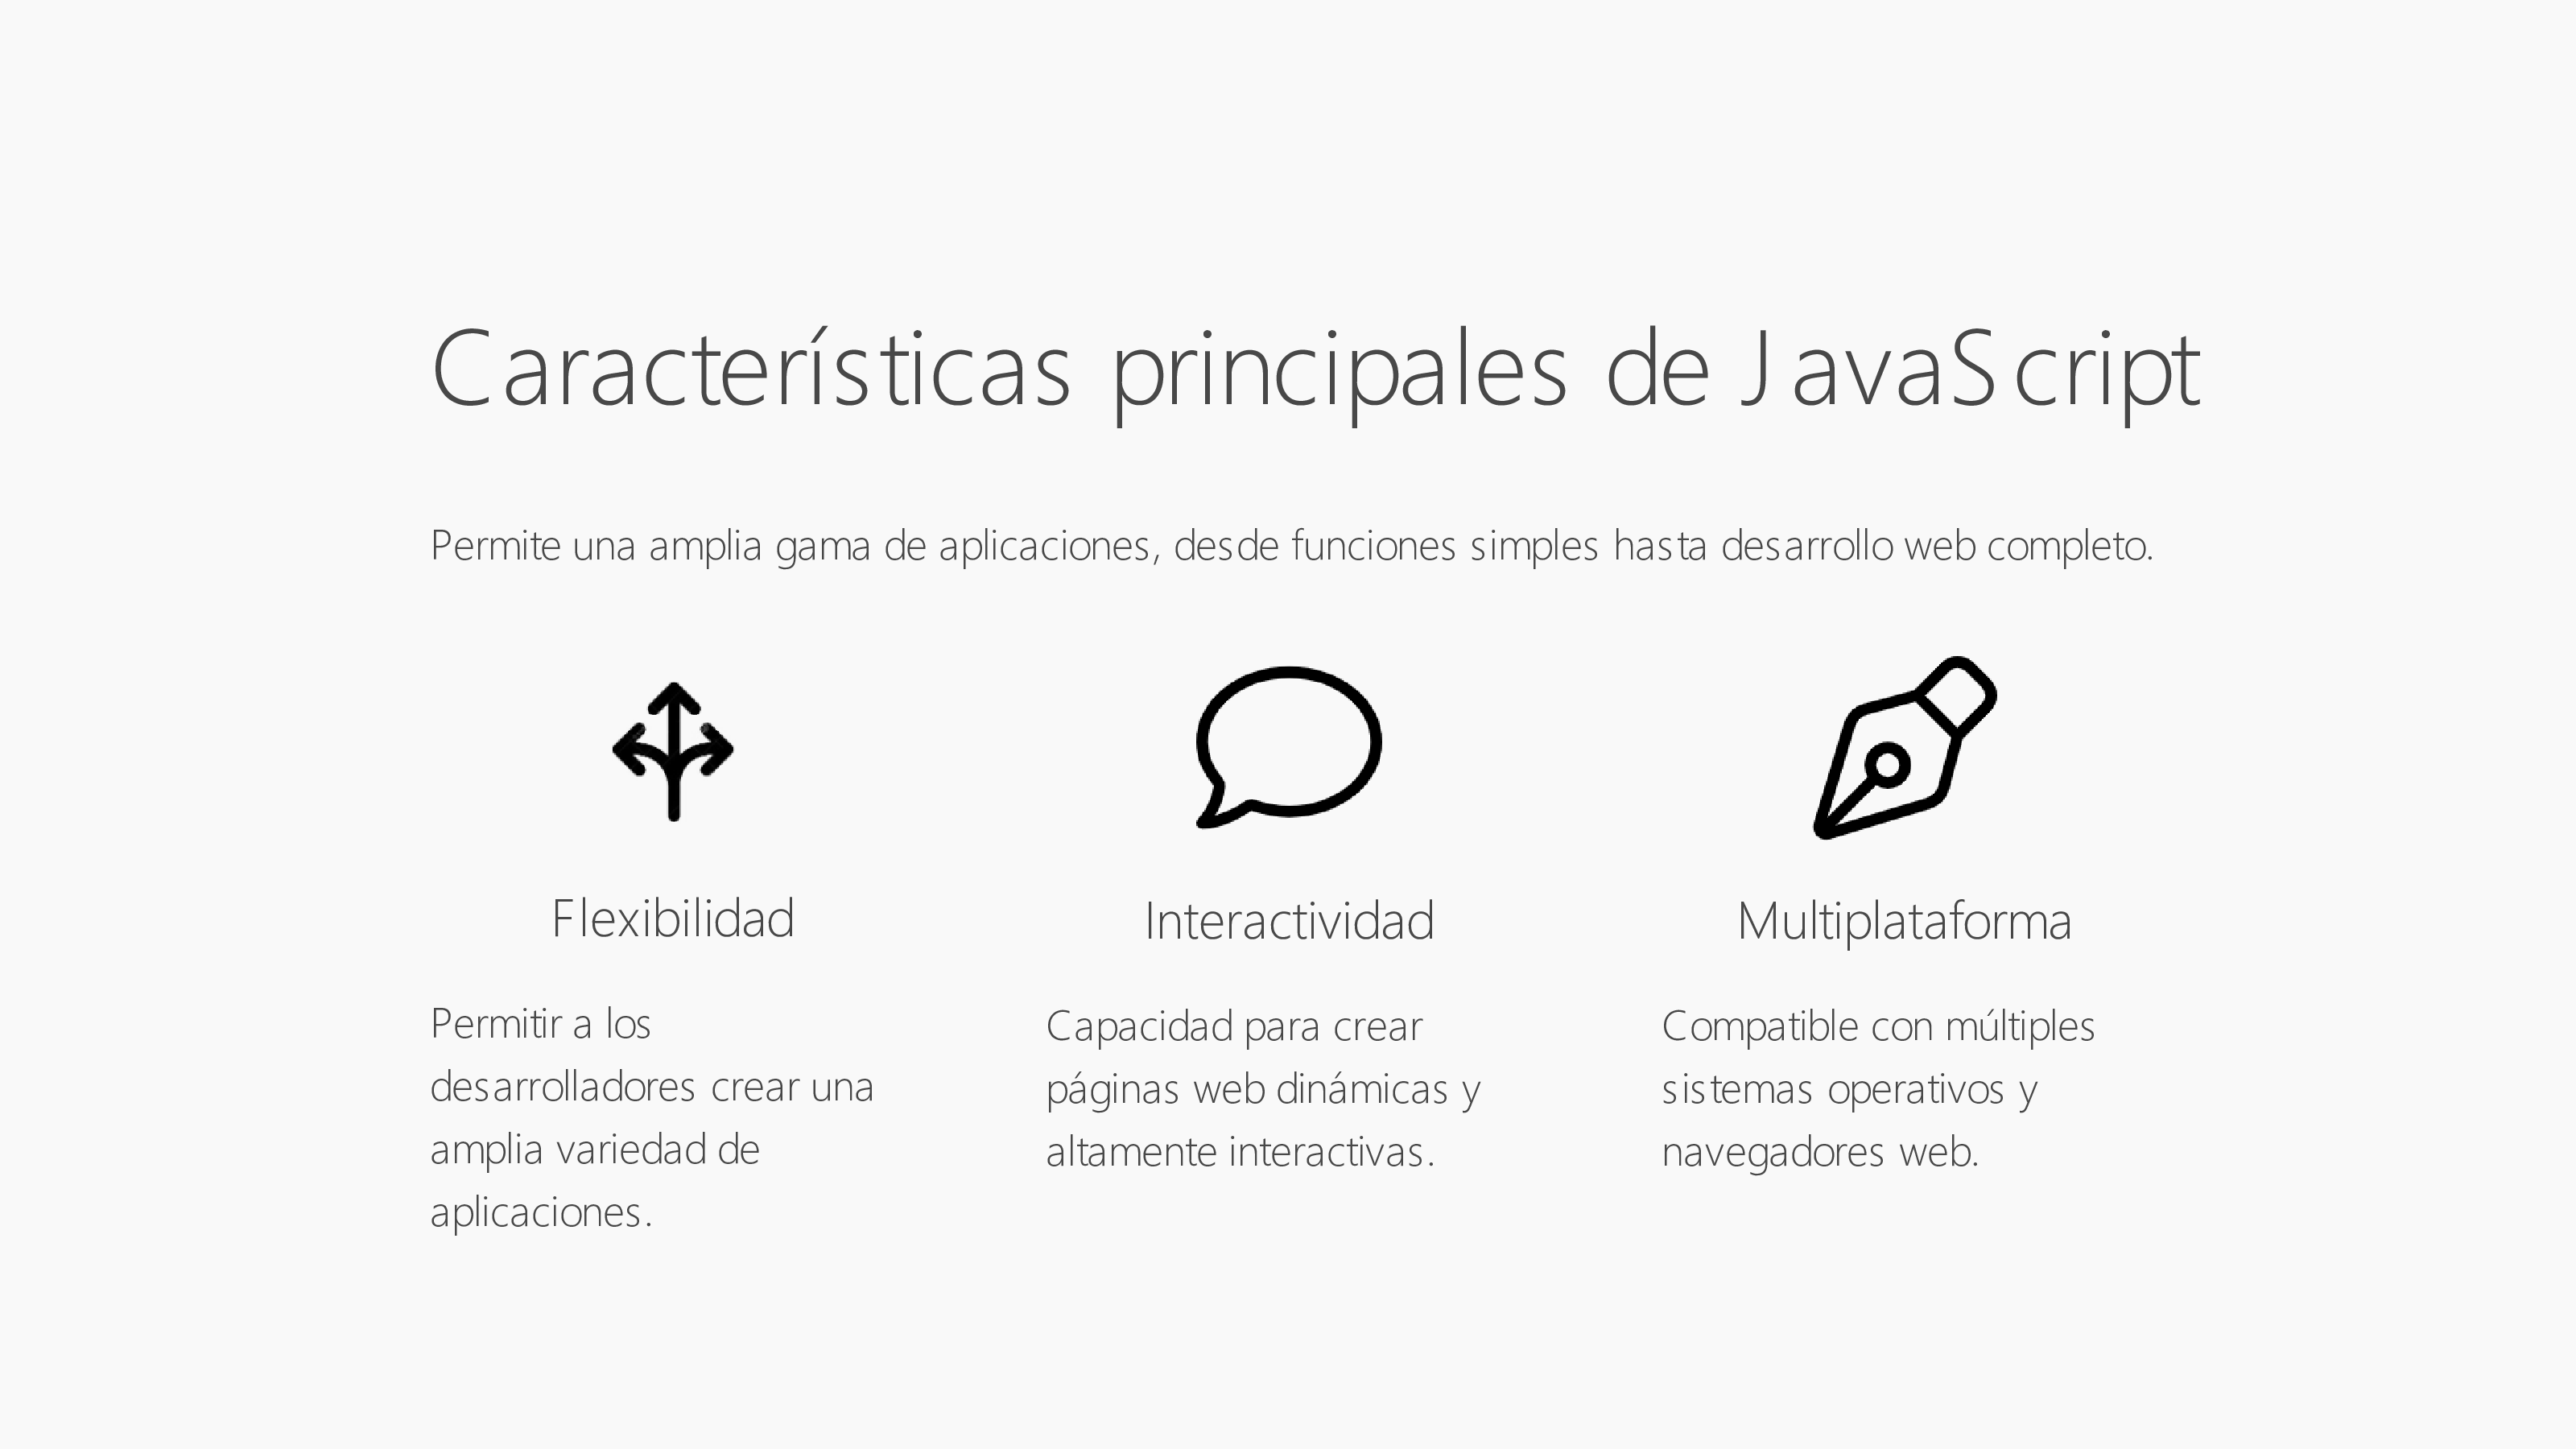 Características principales de JavaScript
Permite una amplia gama de aplicaciones, desde funciones simples hasta desarrollo web completo.
Flexibilidad
Permitir a los
desarrolladores crear una
amplia variedad de
aplicaciones.
Interactividad
Capacidad para crear
páginas web dinámicas y
altamente interactivas.
Multiplataforma
Compatible con múltiples
sistemas operativos y
navegadores web.